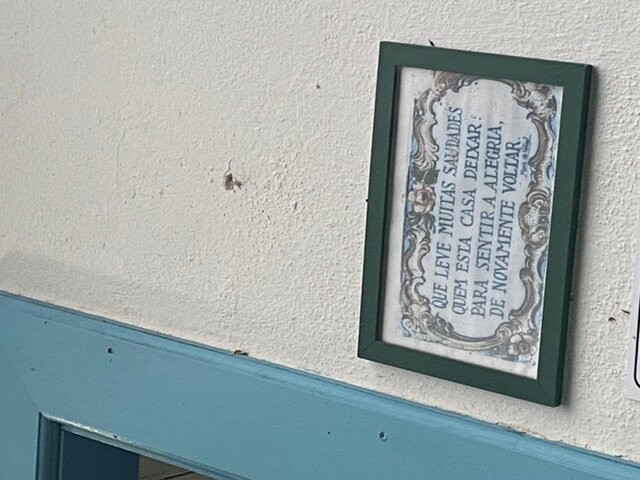 QUE LEVE MUITAS SAUDADES
QUEM ESTA CASA DEIXAR!
PARA SENTIR A ALEGRIA,
DE NOVAMENTE VOLTAR.